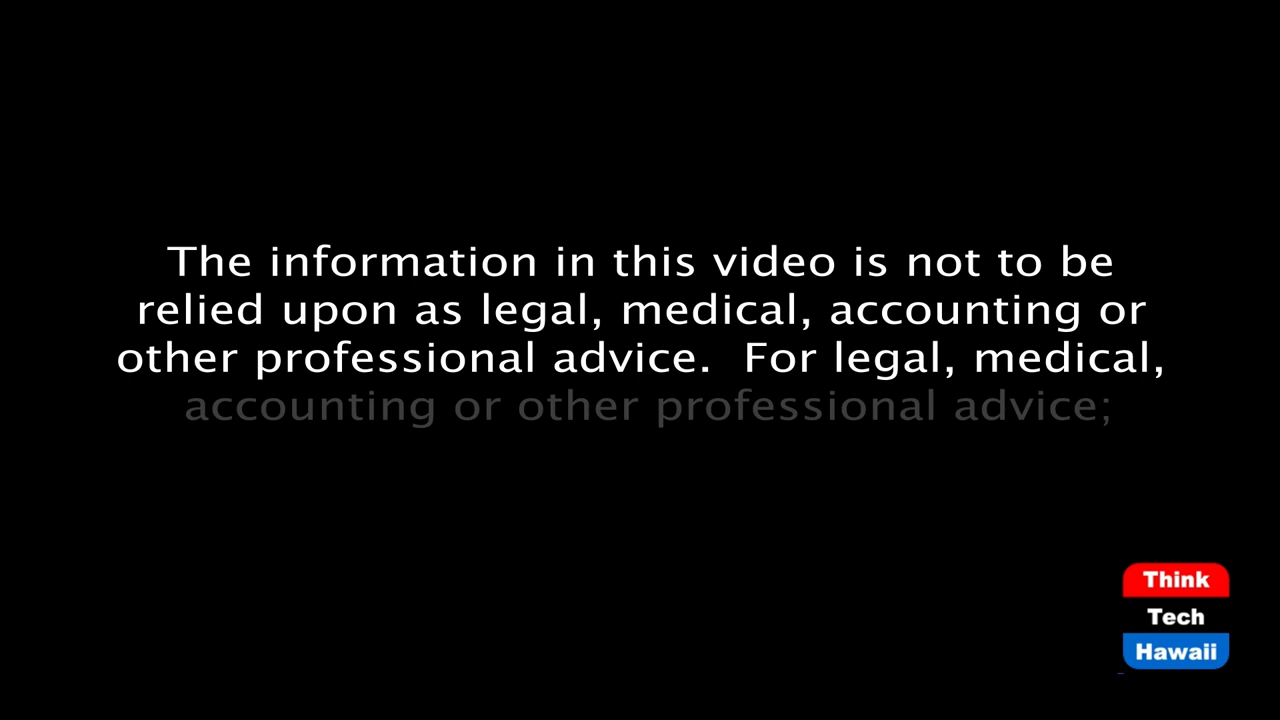 The information in this video is not to be
relied upon as legal, medical, accounting or
other professional advice.  For legal, medical,
accounting or other professional advice;
Think
Tech
Hawaii